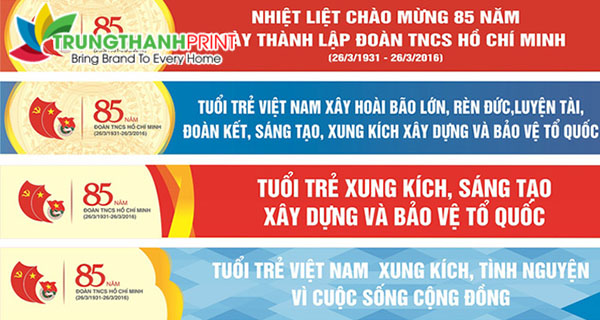 TRUNGTHANHPRINT
Bring Brand To Every Home
85
NHIỆT LIỆT CHÀO MỪNG 85 NĂM
ÀY THÀNH LẬP ĐOÀN TNCS HỒ CHÍ MINH
(26/3/1931 - 26/3/2016)
85 NĂM
ĐOÀN TNCS HỒ CHÍ MINH
(26/3/1931-26/3/2016)
TUỔI TRẺ VIỆT NAM XÂY HOÀI BÃO LỚN, RÈN ĐỨC,LUYỆN TÀI,
ĐOÀN KẾT, SÁNG TẠO, XUNG KÍCH XÂY DỰNG VÀ BẢO VỆ TỔ QUỐC.
85 NĂM
ĐOÀN TNCS HỒ CHÍ MINH
(26/3/1931-26/3/2016)
TUỔI TRẺ XUNG KÍCH, SÁNG TẠO
XÂY DỰNG VÀ BẢO VỆ TỔ QUỐC
85 NĂM
ĐOÀN TNCS HỒ CHÍ MINH
(26/3/1931-26/3/2016)
TUỔI TRẺ VIỆT NAM XUNG KÍCH, TÌNH NGUYỆN
VÌ CUỘC SỐNG CỘNG ĐỒNG